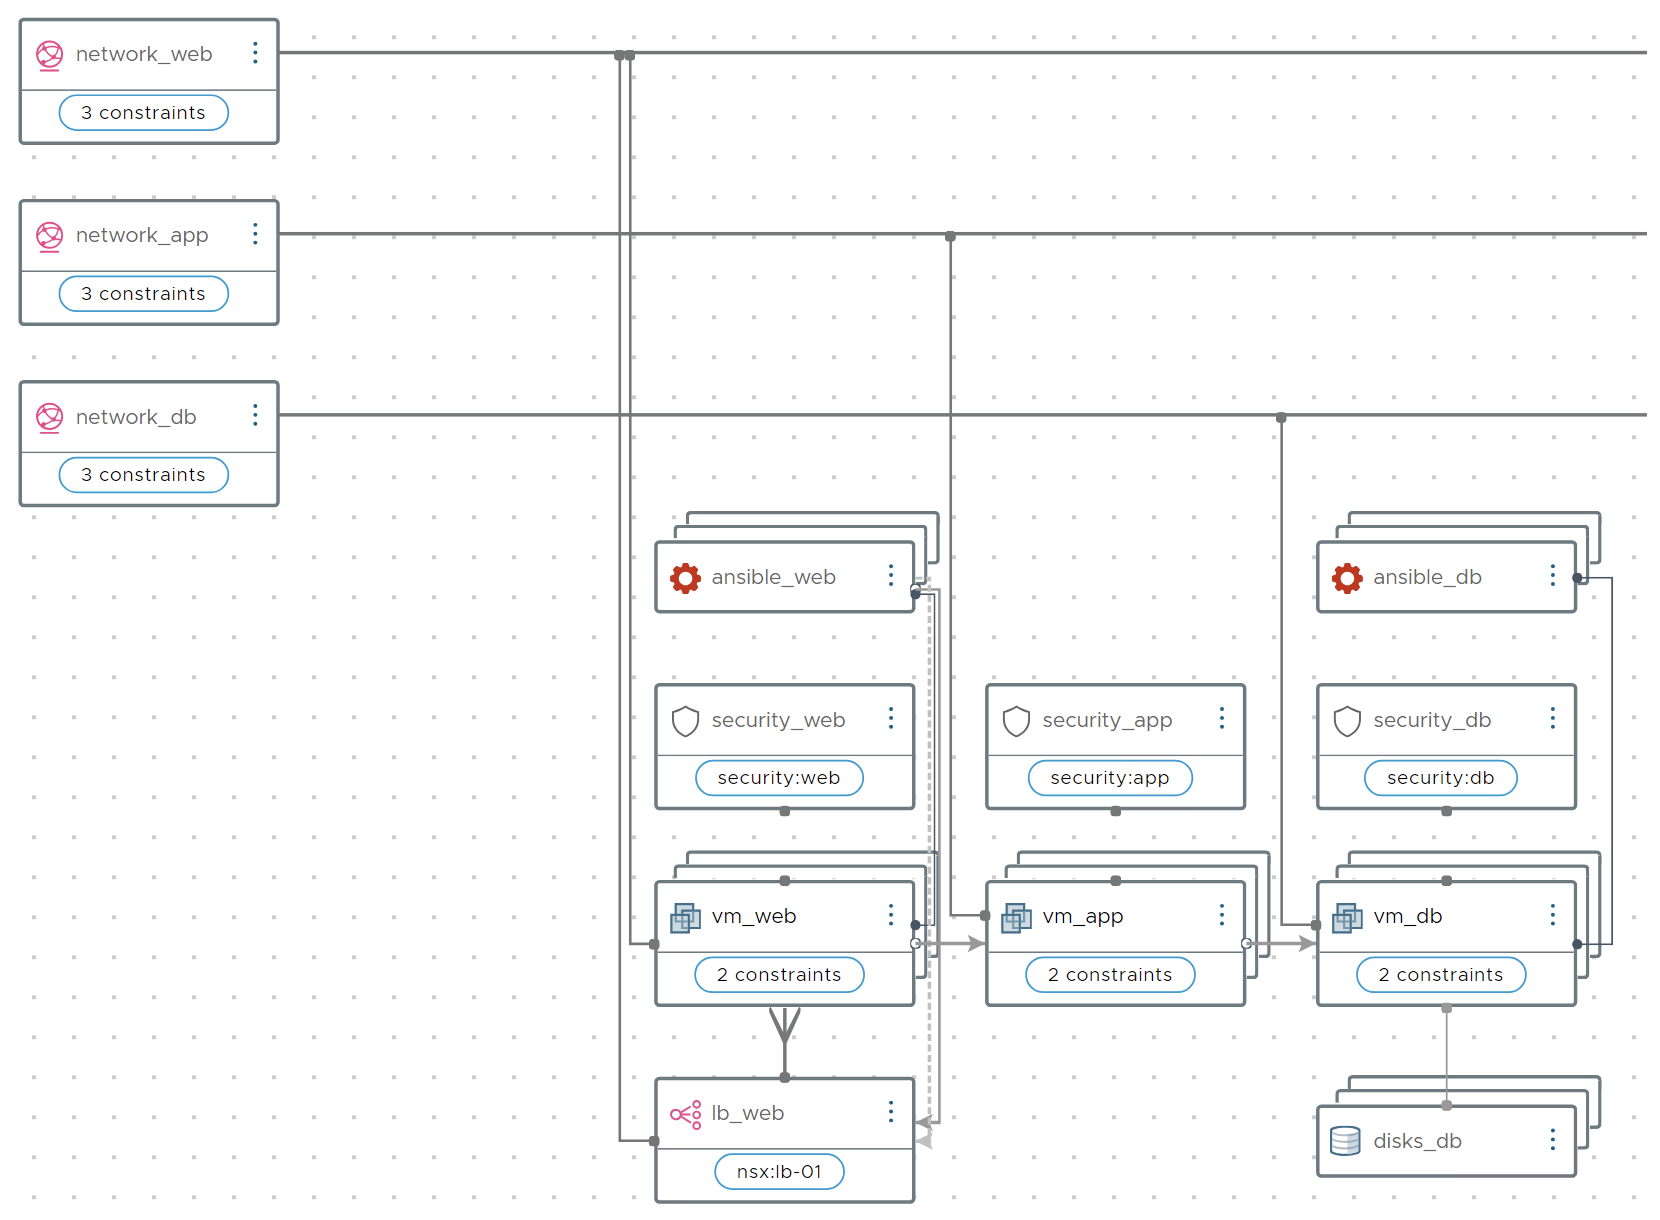 network_web
3 constraints
network_app
3 constraints
network_db
3 constraints
ansible_web
ansible_db
security_web
security_app
security_db
security:web
security:app
security:db
vm_web
vm_app
vm_db
2 constraints
2 constraints
2 constraints
lb_web
nsx:lb-01
disks_db